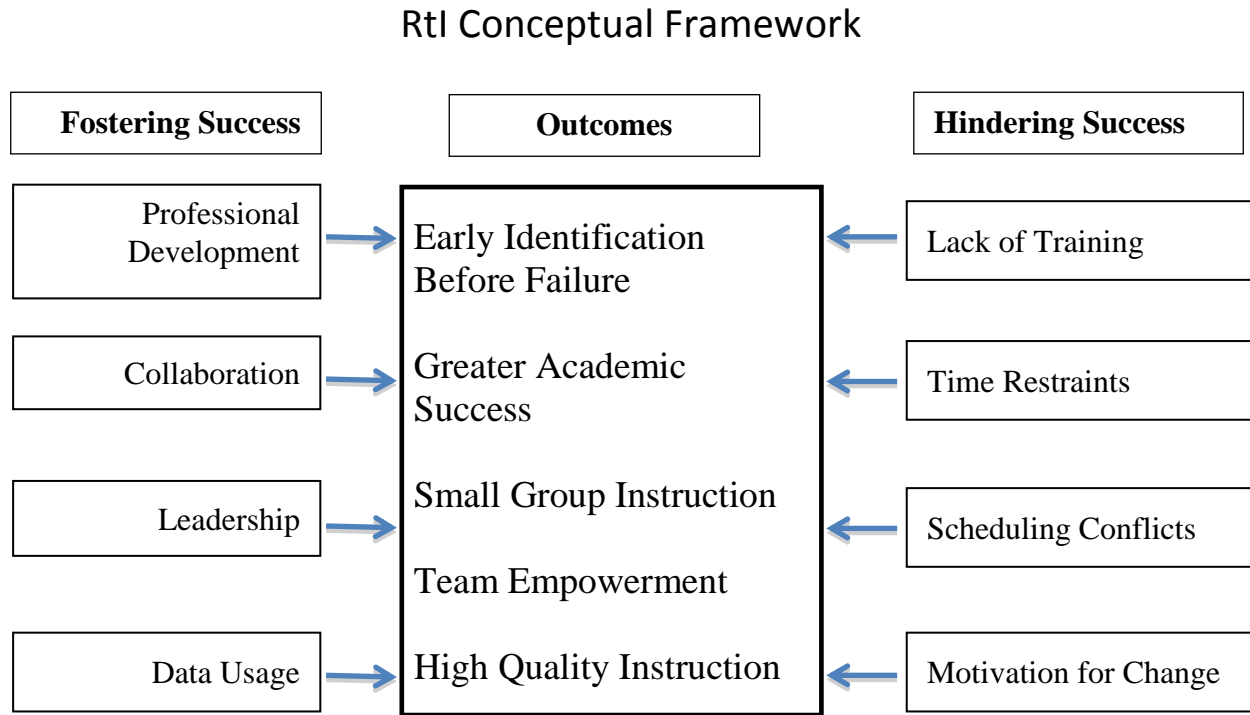 RtI Conceptual Framework
Fostering Success
Outcomes
Hindering Success
Professional
Development
Collaboration
Leadership
Data Usage
Early Identification
Before Failure
Greater Academic
Success
Small Group Instruction
Team Empowerment
High Quality Instruction
Lack of Training
Time Restraints
Scheduling Conflicts
Motivation for Change